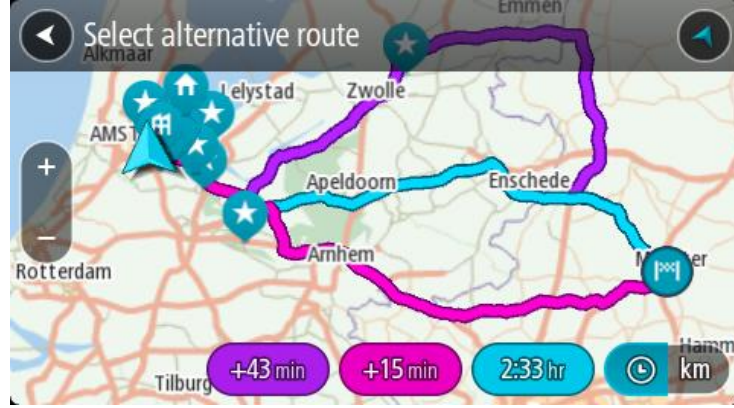 Emmen
Select alternative route
Alkmaar
Lelystad
Zwolle
Apeldoorn
Enschede
Arnhem
Rotterdam
Tilburg
+43 min
+15 min
2:33 hr
km